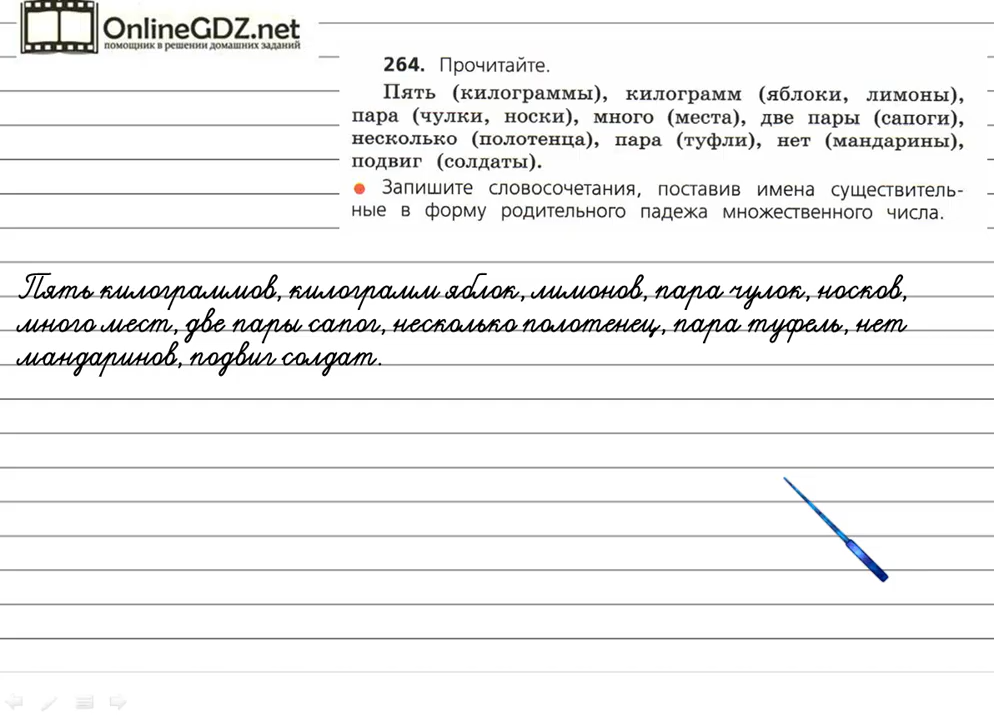 OnlineGDZ.net
помощник в решении домашних заданий
264. Прочитайте.
Пять (килограммы), килограмм (яблоки, лимоны),
пара (чулки, носки), много (места), две пары (сапоги),
несколько (полотенца), пара (туфли), нет (мандарины),
подвиг (солдаты).
Запишите словосочетания, поставив имена существитель-
ные в форму родительного падежа множественного числа.
Пять килограммов, килограмм яблок, лимонов, пара чулок, носков,
много мест, две пары сапог, несколько полотенец, пара туфель, нет
мандаринов, подвиг солдат.